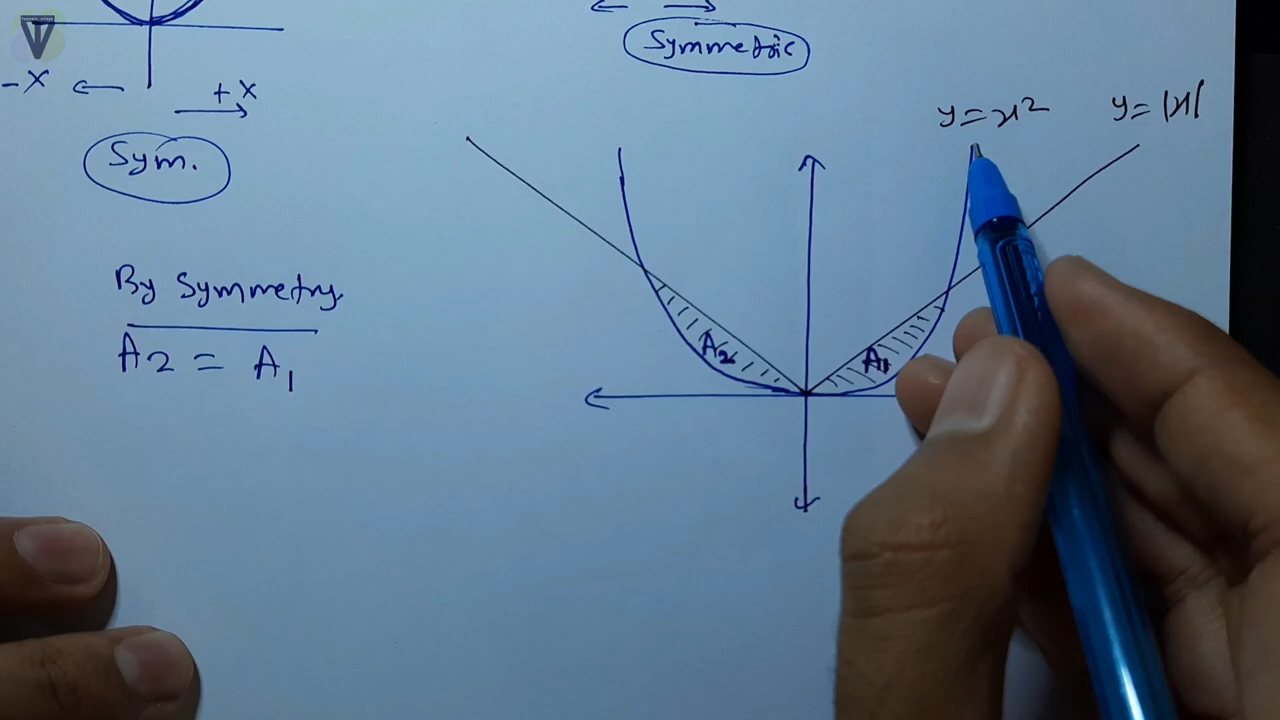 -x
+x
Sym.
Symmetric
y = x²
y = |x|
By Symmetry
A2 = A₁
A₂
A₁